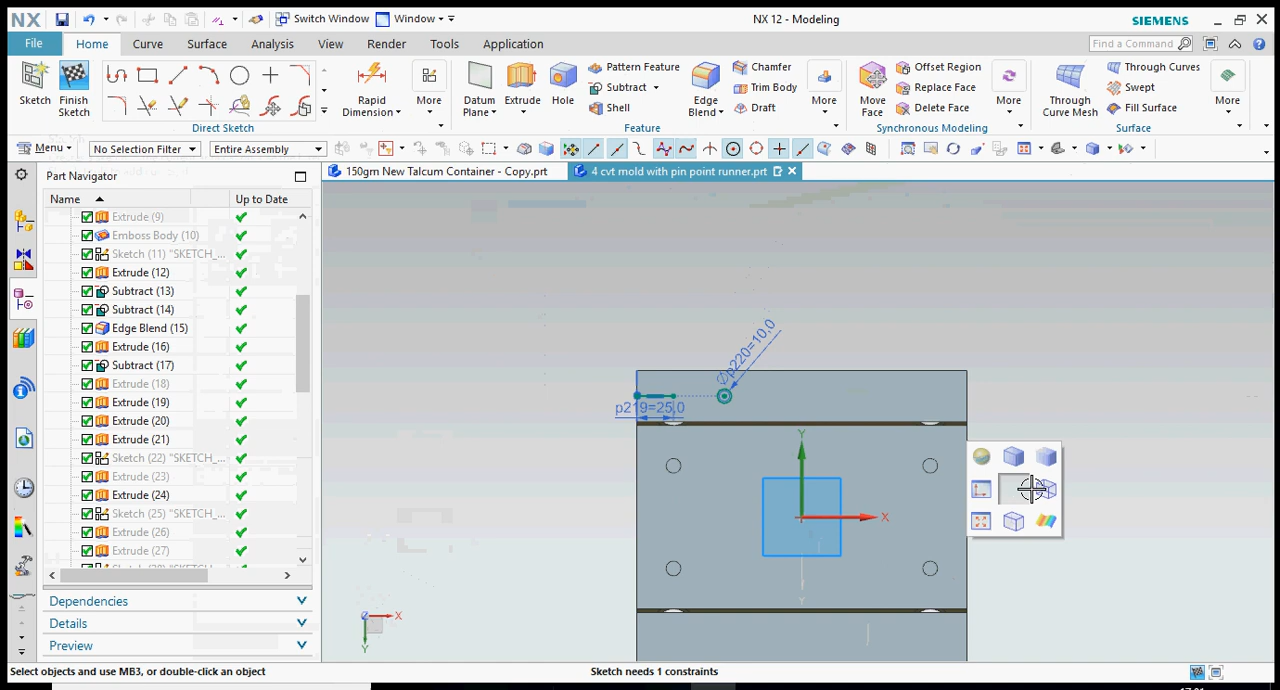 NX
Switch Window
Window
NX 12 - Modeling
SIEMENS
File
Home
Curve
Surface
Analysis
View
Render
Tools
Application
Find a Command
Sketch
Finish Sketch
Rapid Dimension
More
Datum Plane
Extrude
Hole
Pattern Feature
Subtract
Shell
Edge Blend
Chamfer
Trim Body
Draft
More
Move Face
Offset Region
Replace Face
Delete Face
More
Through Curve Mesh
Through Curves
Swept
Fill Surface
More
Direct Sketch
Feature
Synchronous Modeling
Surface
Menu
No Selection Filter
Entire Assembly
Part Navigator
150gm New Talcum Container - Copy.prt
4 cvt mold with pin point runner.prt
Name
Up to Date
Extrude (9)
Emboss Body (10)
Sketch (11) "SKETCH_...
Extrude (12)
Subtract (13)
Subtract (14)
Edge Blend (15)
Extrude (16)
Subtract (17)
Extrude (18)
Extrude (19)
Extrude (20)
Extrude (21)
Sketch (22) "SKETCH_...
Extrude (23)
Extrude (24)
Sketch (25) "SKETCH_...
Extrude (26)
Extrude (27)
Dependencies
Details
Preview
Øp220=10,0
p219=25,0
Y
X
Y
Z
X
Y
Select objects and use MB3, or double-click an object
Sketch needs 1 constraints